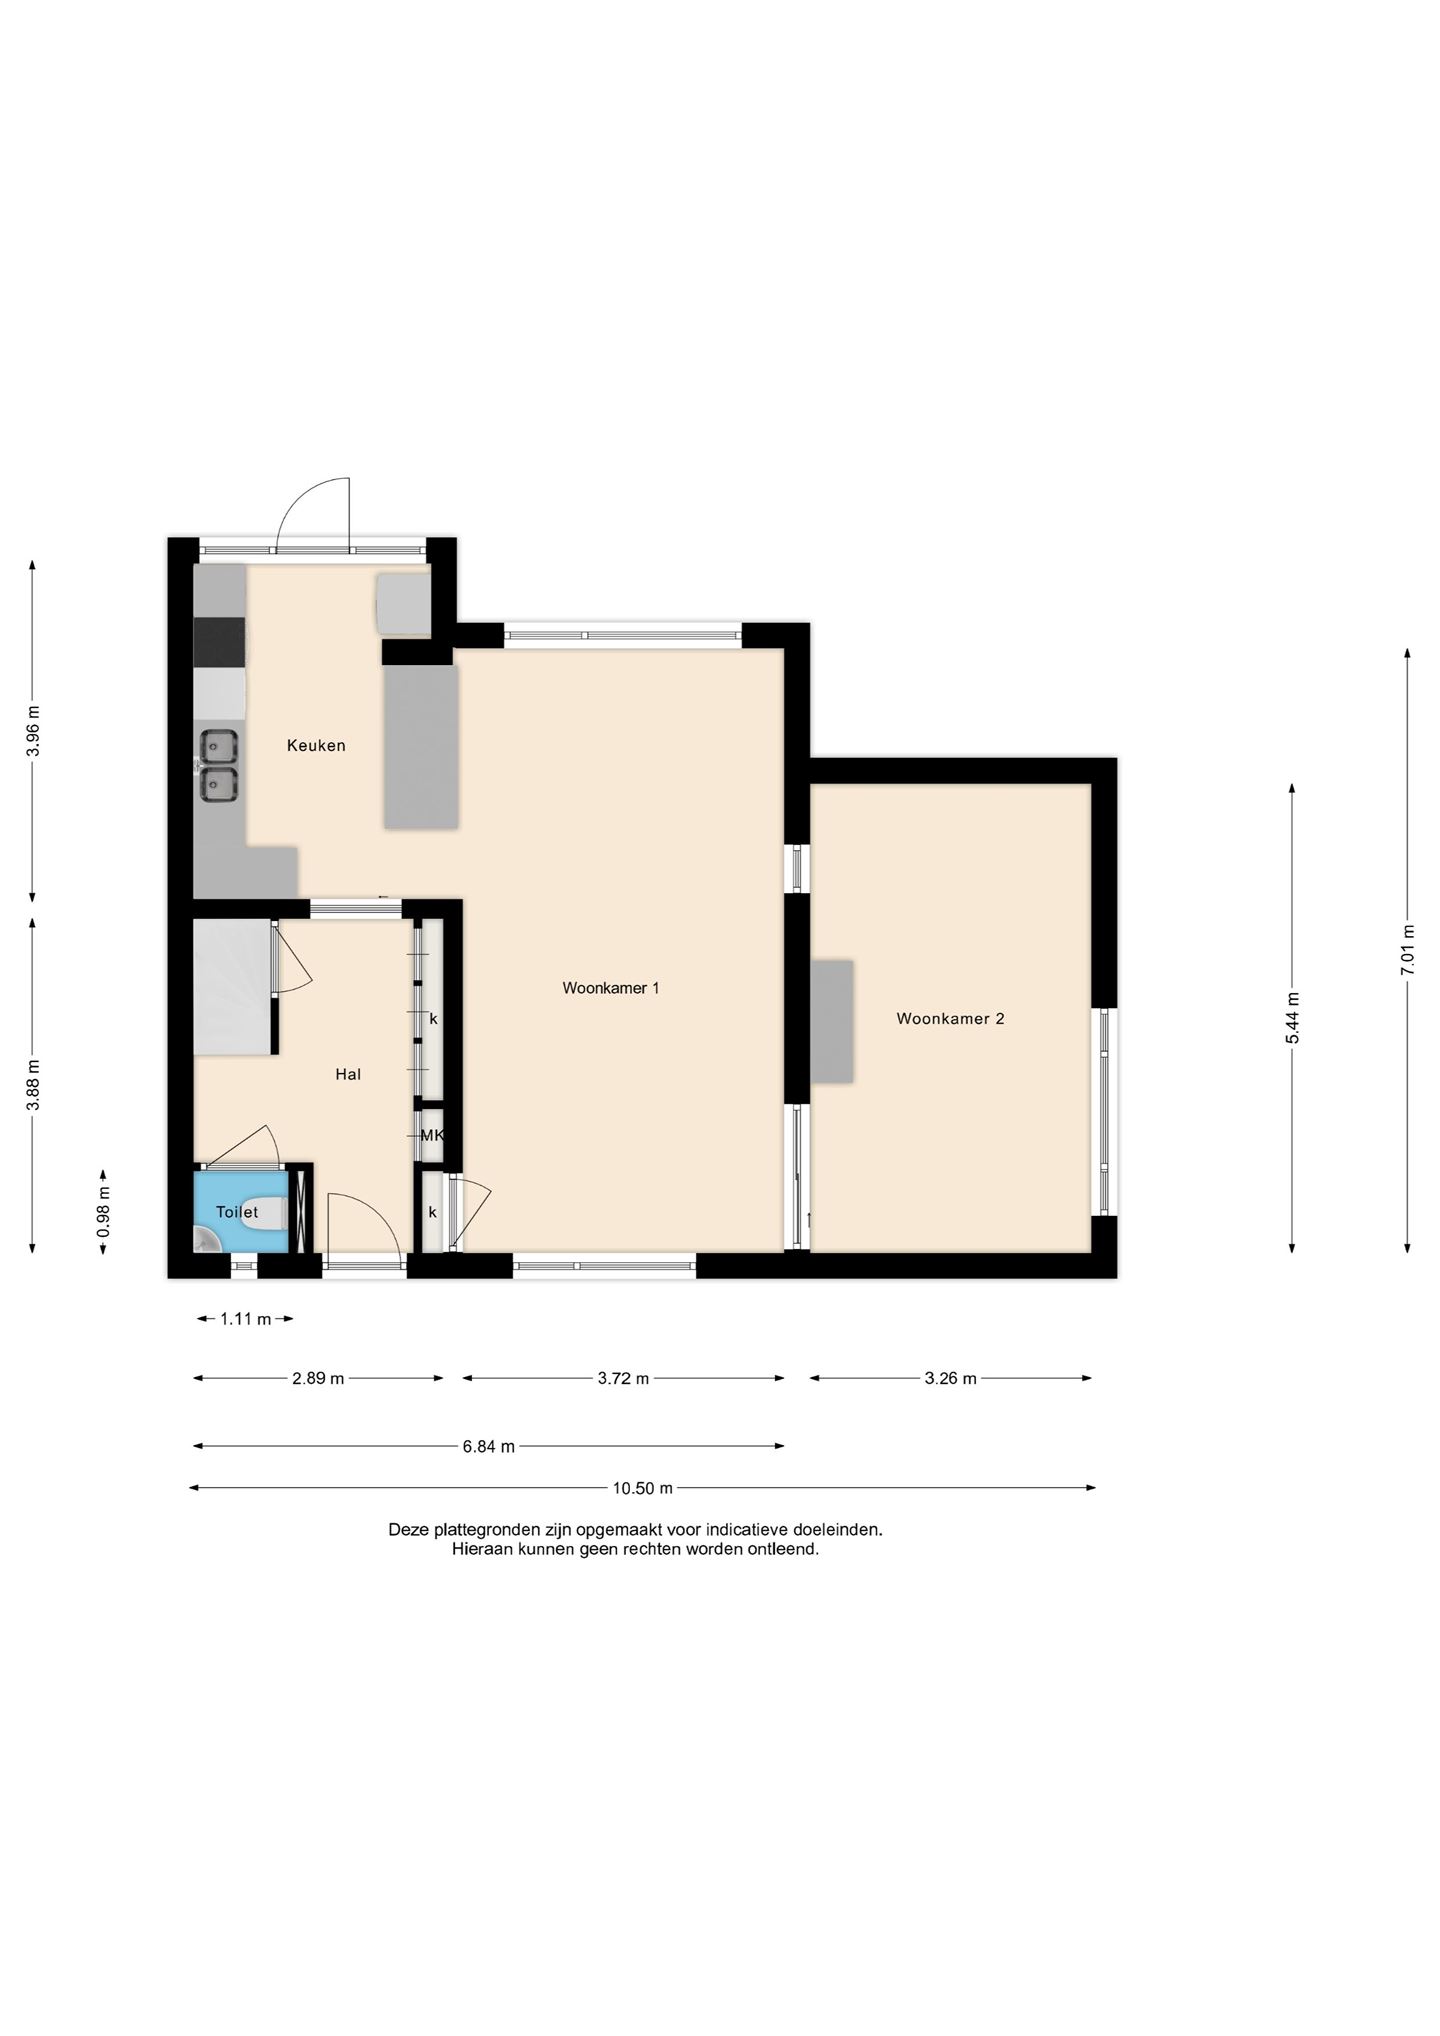 3.96 m
Keuken
7.01 m
Woonkamer 1
Woonkamer 2
5.44 m
k
Hal
3.88 m
MK
0.98 m
Toilet
k
1.11 m
2.89 m
3.72 m
3.26 m
6.84 m
10.50 m
Deze plattegronden zijn opgemaakt voor indicatieve doeleinden.
Hieraan kunnen geen rechten worden ontleend.